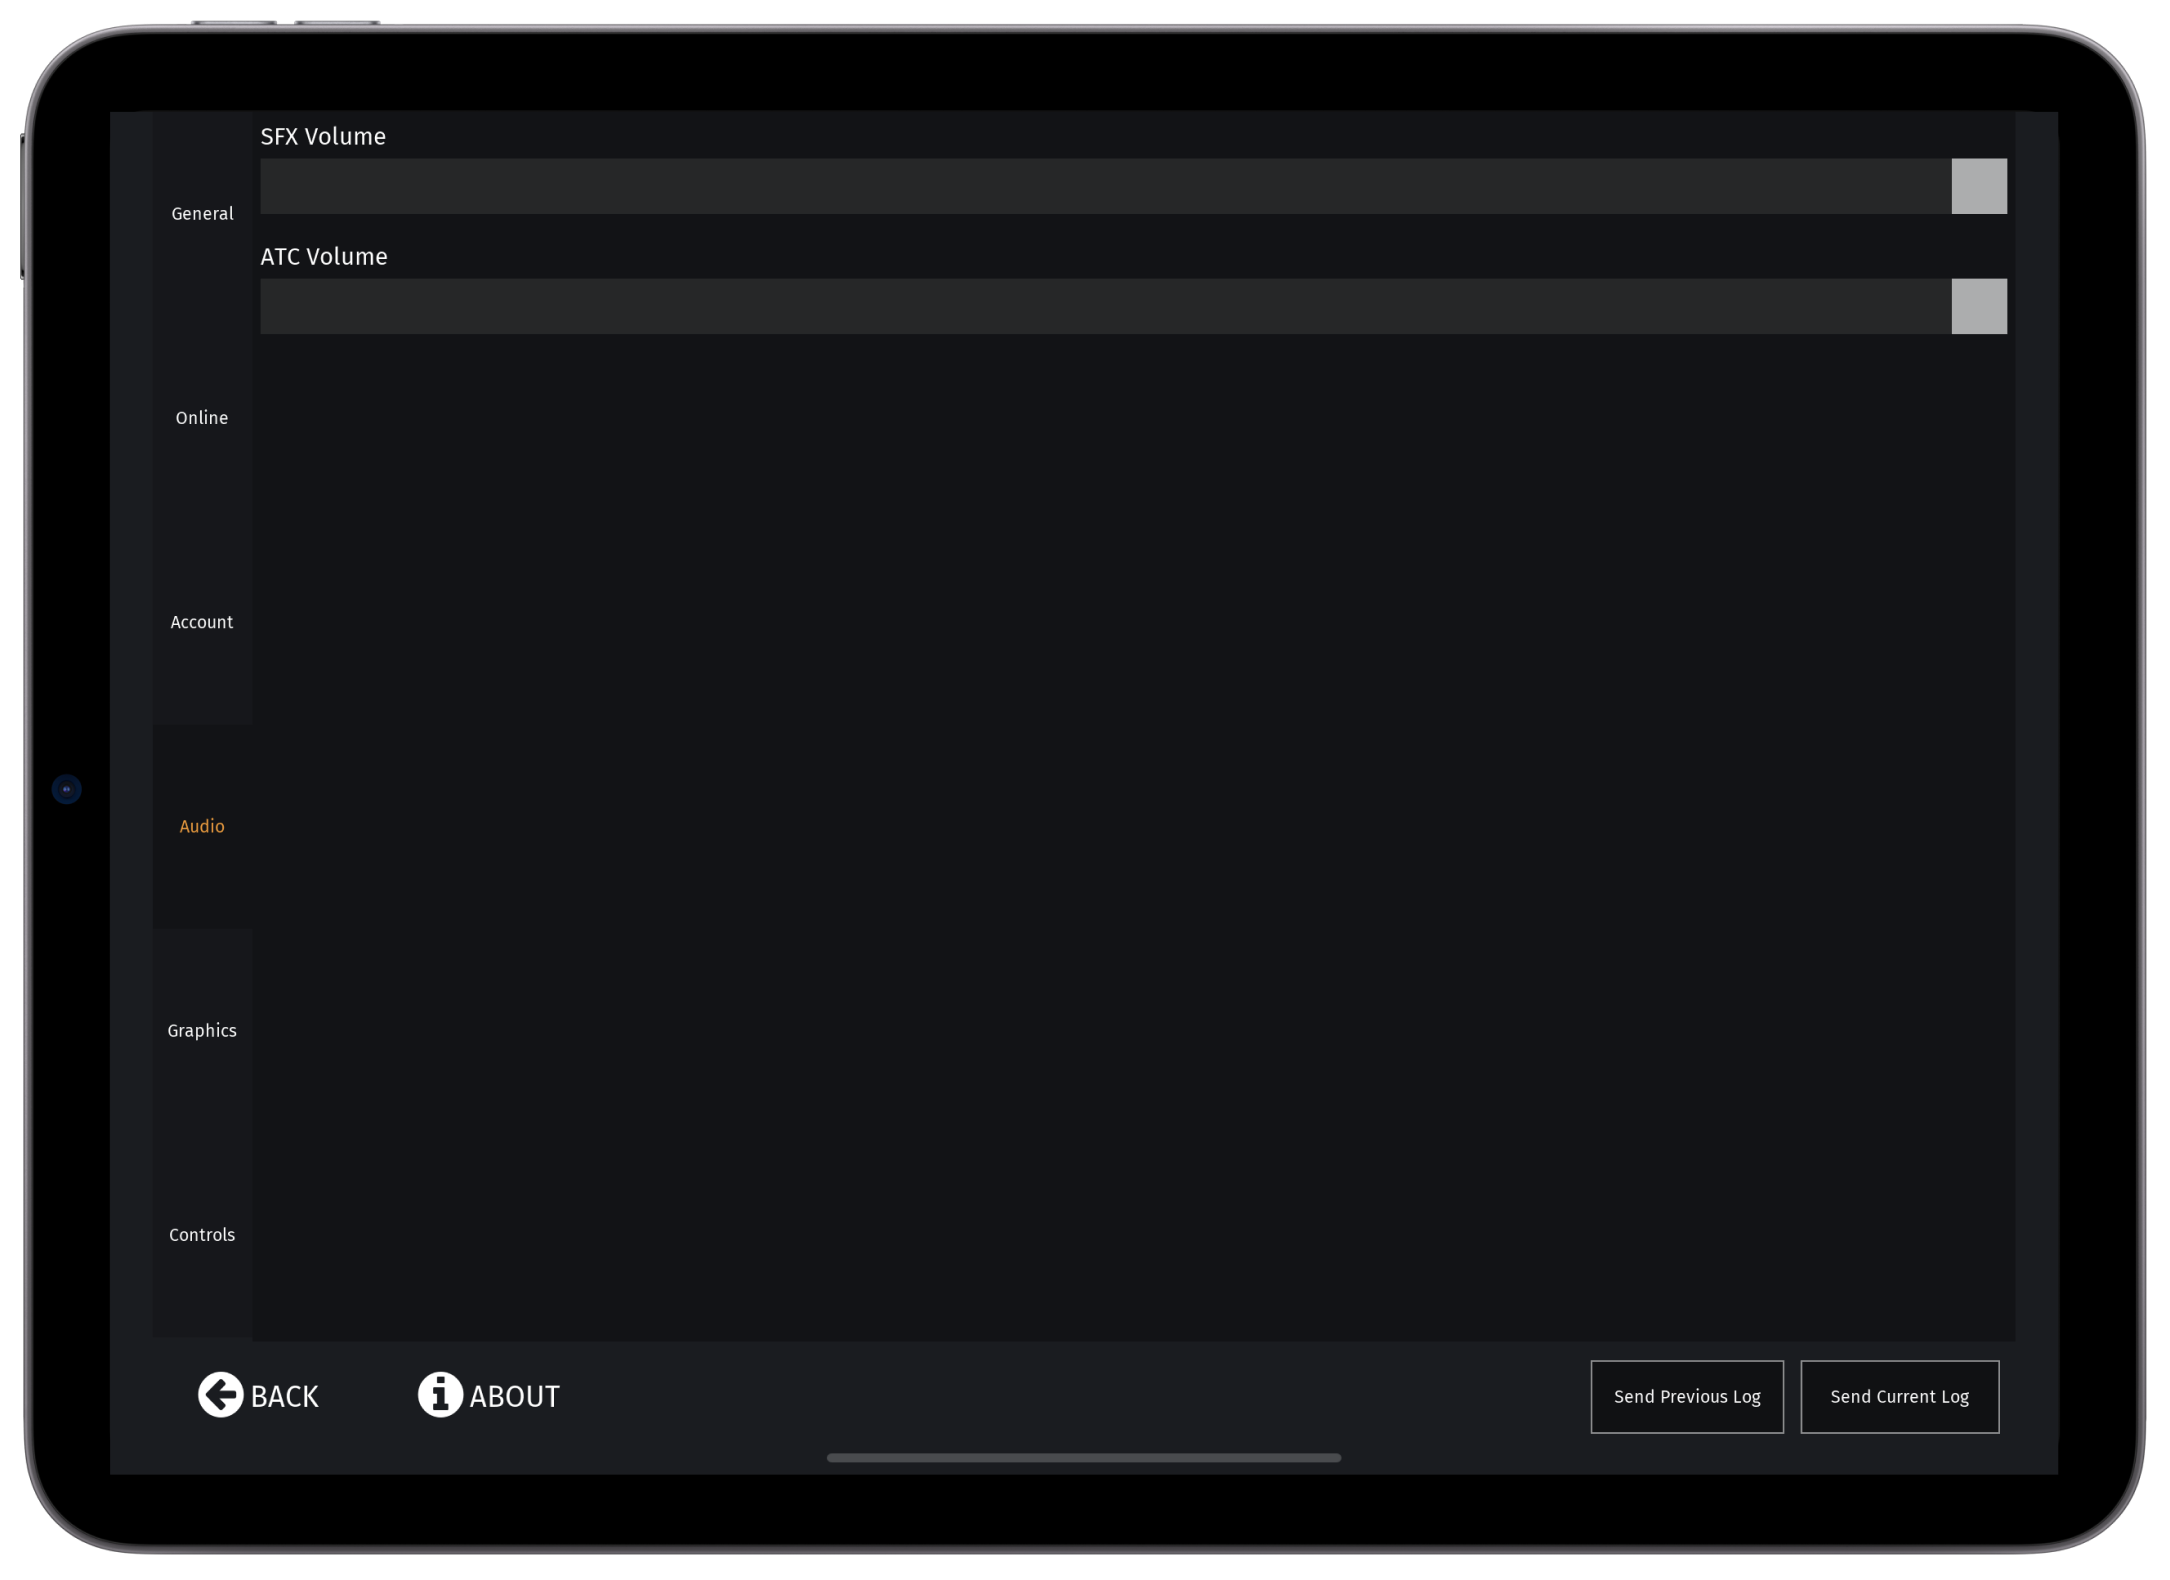 SFX Volume
General
ATC Volume
Online
Account
Audio
Graphics
Controls
BACK
ABOUT
Send Previous Log
Send Current Log